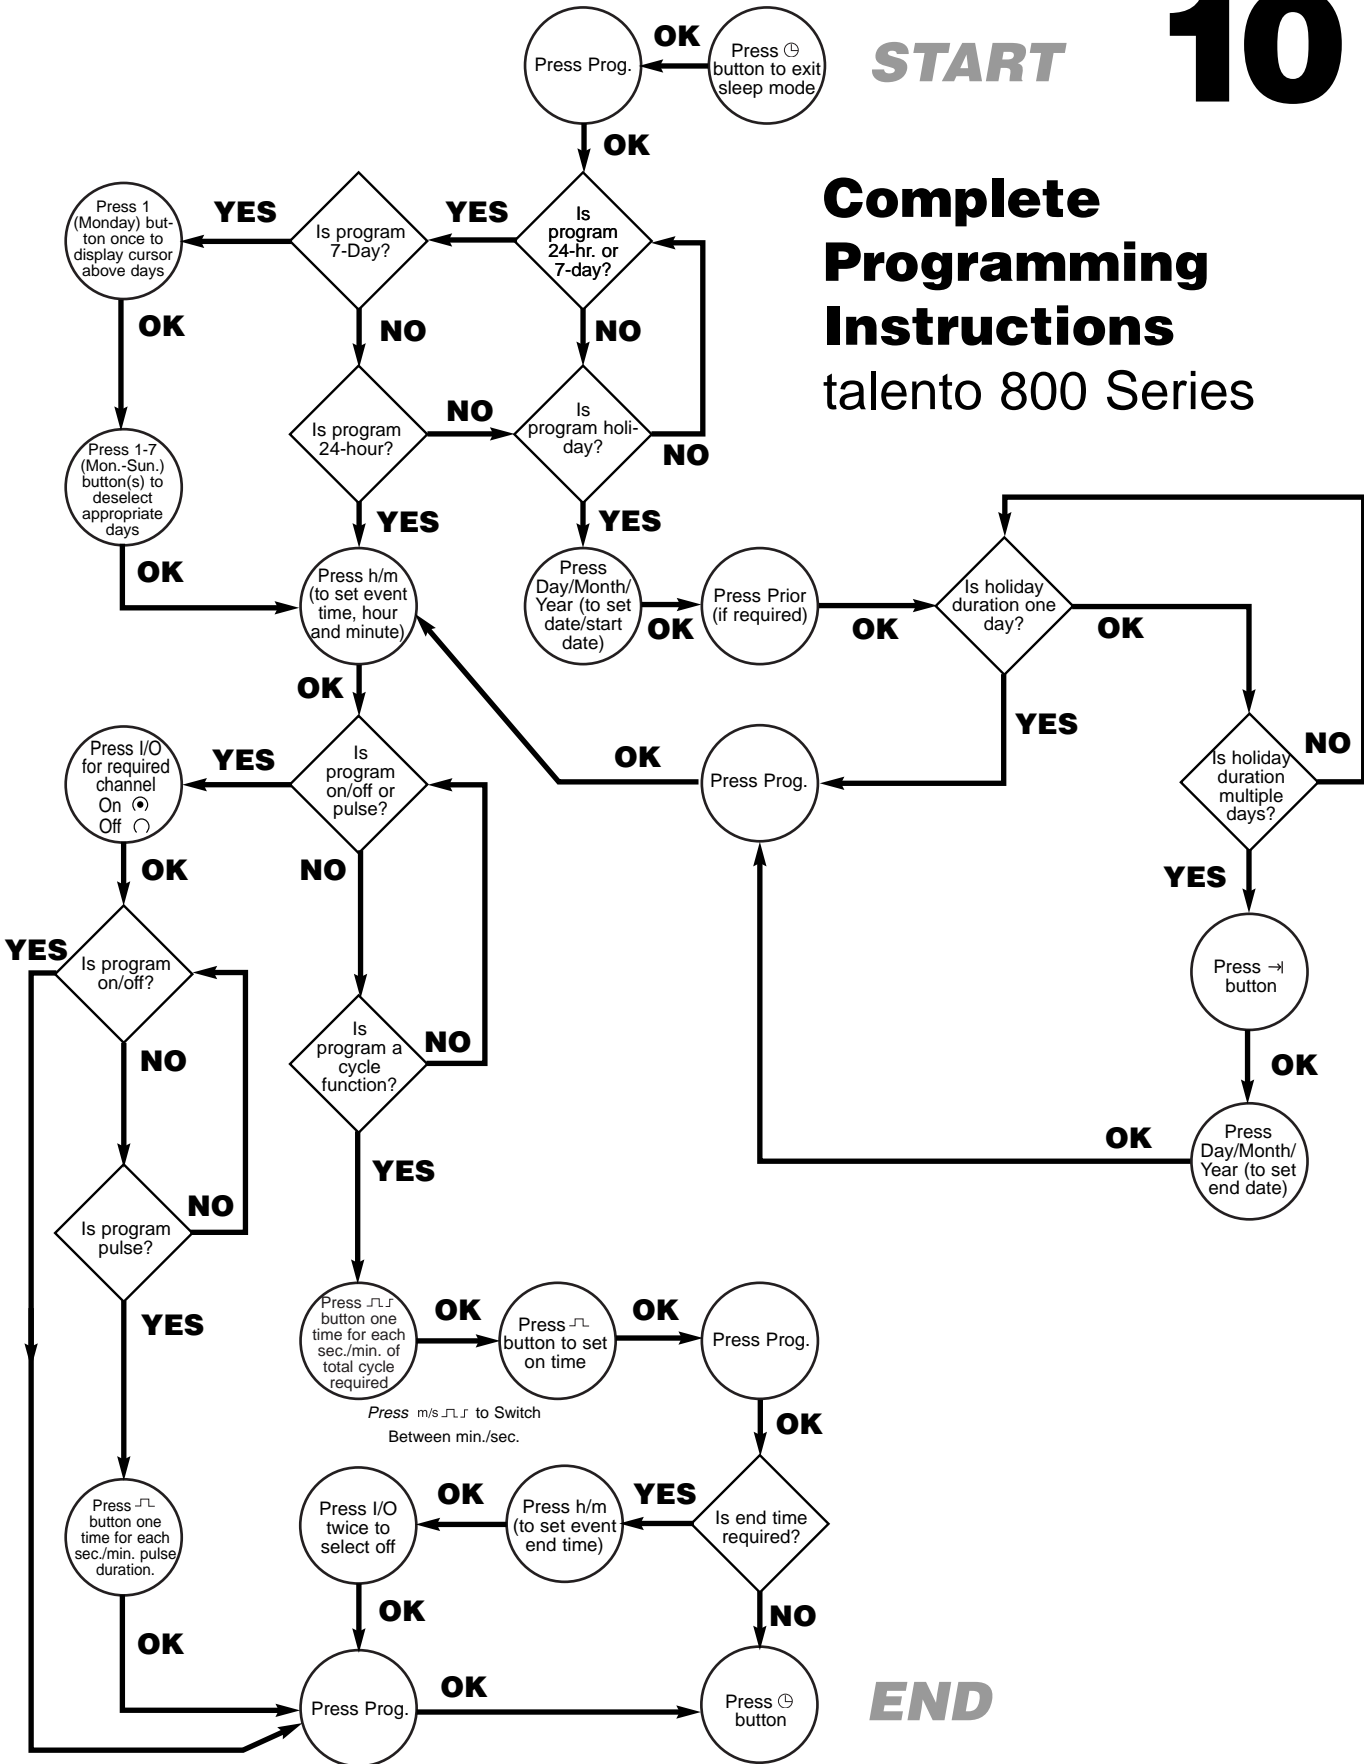 10
START
OK
Press
button to exit
sleep mode
Press Prog.
OK
Complete
Programming
Instructions
talento 800 Series
Is
program
24-hr. or
7-day?
YES
NO
Is program
7-Day?
YES
NO
Press 1
(Monday) but-
ton once to
display cursor
above days
OK
Press 1-7
(Mon.-Sun.)
button(s) to
deselect
appropriate
days
OK
Is program
24-hour?
NO
YES
Is
program holi-
day?
NO
YES
Press h/m
(to set event
time, hour
and minute)
OK
Press
Day/Month/
Year (to set
date/start
date)
OK
Press Prior
(if required)
OK
Is holiday
duration one
day?
OK
YES
Is holiday
duration
multiple
days?
NO
YES
Press
button
OK
Press
Day/Month/
Year (to set
end date)
OK
Press Prog.
OK
Is
program
on/off or
pulse?
YES
NO
Press I/O
for required
channel
On
Off
OK
Is program
on/off?
YES
NO
Is program
pulse?
NO
YES
Press
button one
time for each
sec./min. pulse
duration.
OK
Is
program a
cycle
function?
NO
YES
Press
button one
time for each
sec./min. of
total cycle
required
OK
Press m/s to Switch
Between min./sec.
Press
button to set
on time
OK
Press Prog.
OK
Is end time
required?
YES
NO
Press h/m
(to set event
end time)
OK
Press I/O
twice to
select off
OK
Press Prog.
OK
Press
button
END